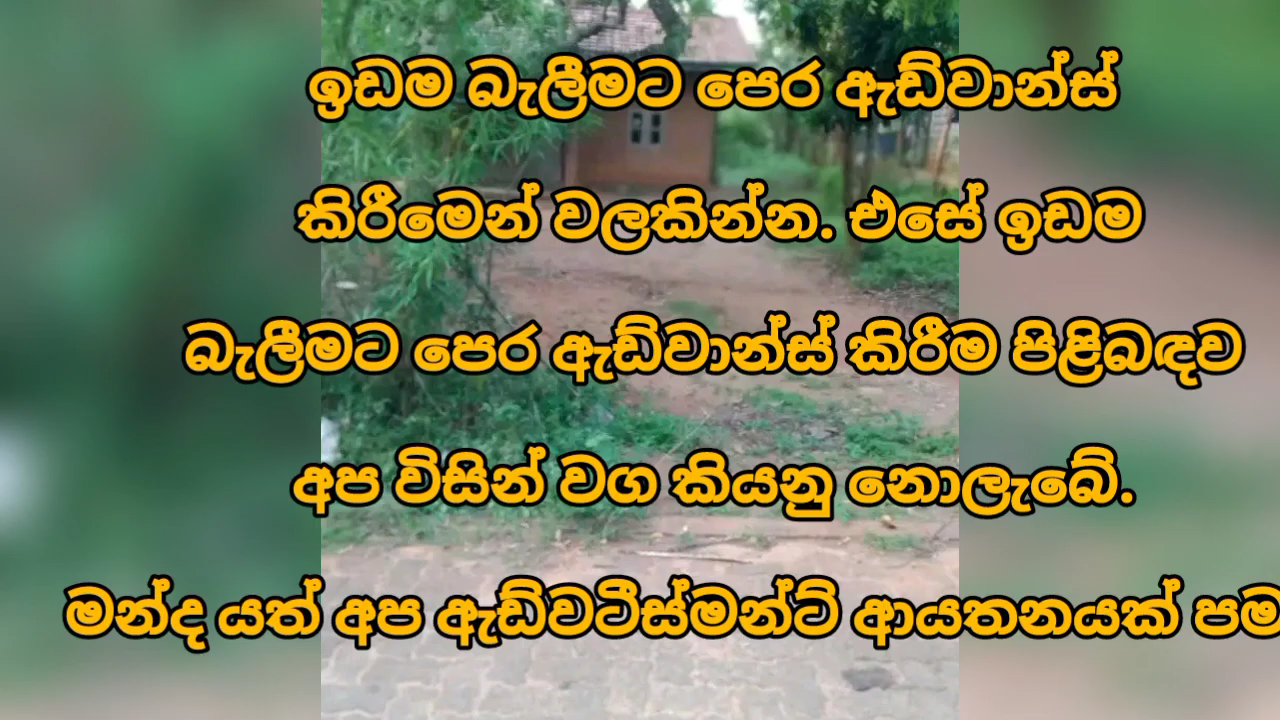 ඉඩම බැලීමට පෙර ඇඩ්වාන්ස්
කිරීමෙන් වලකින්න. එසේ ඉඩම
බැලීමට පෙර ඇඩ්වාන්ස් කිරීම පිළිබඳව
අප විසින් වග කියනු නොලැබේ.
මන්ද යත් අප ඇඩ්වටීස්මන්ට් ආයතනයක්